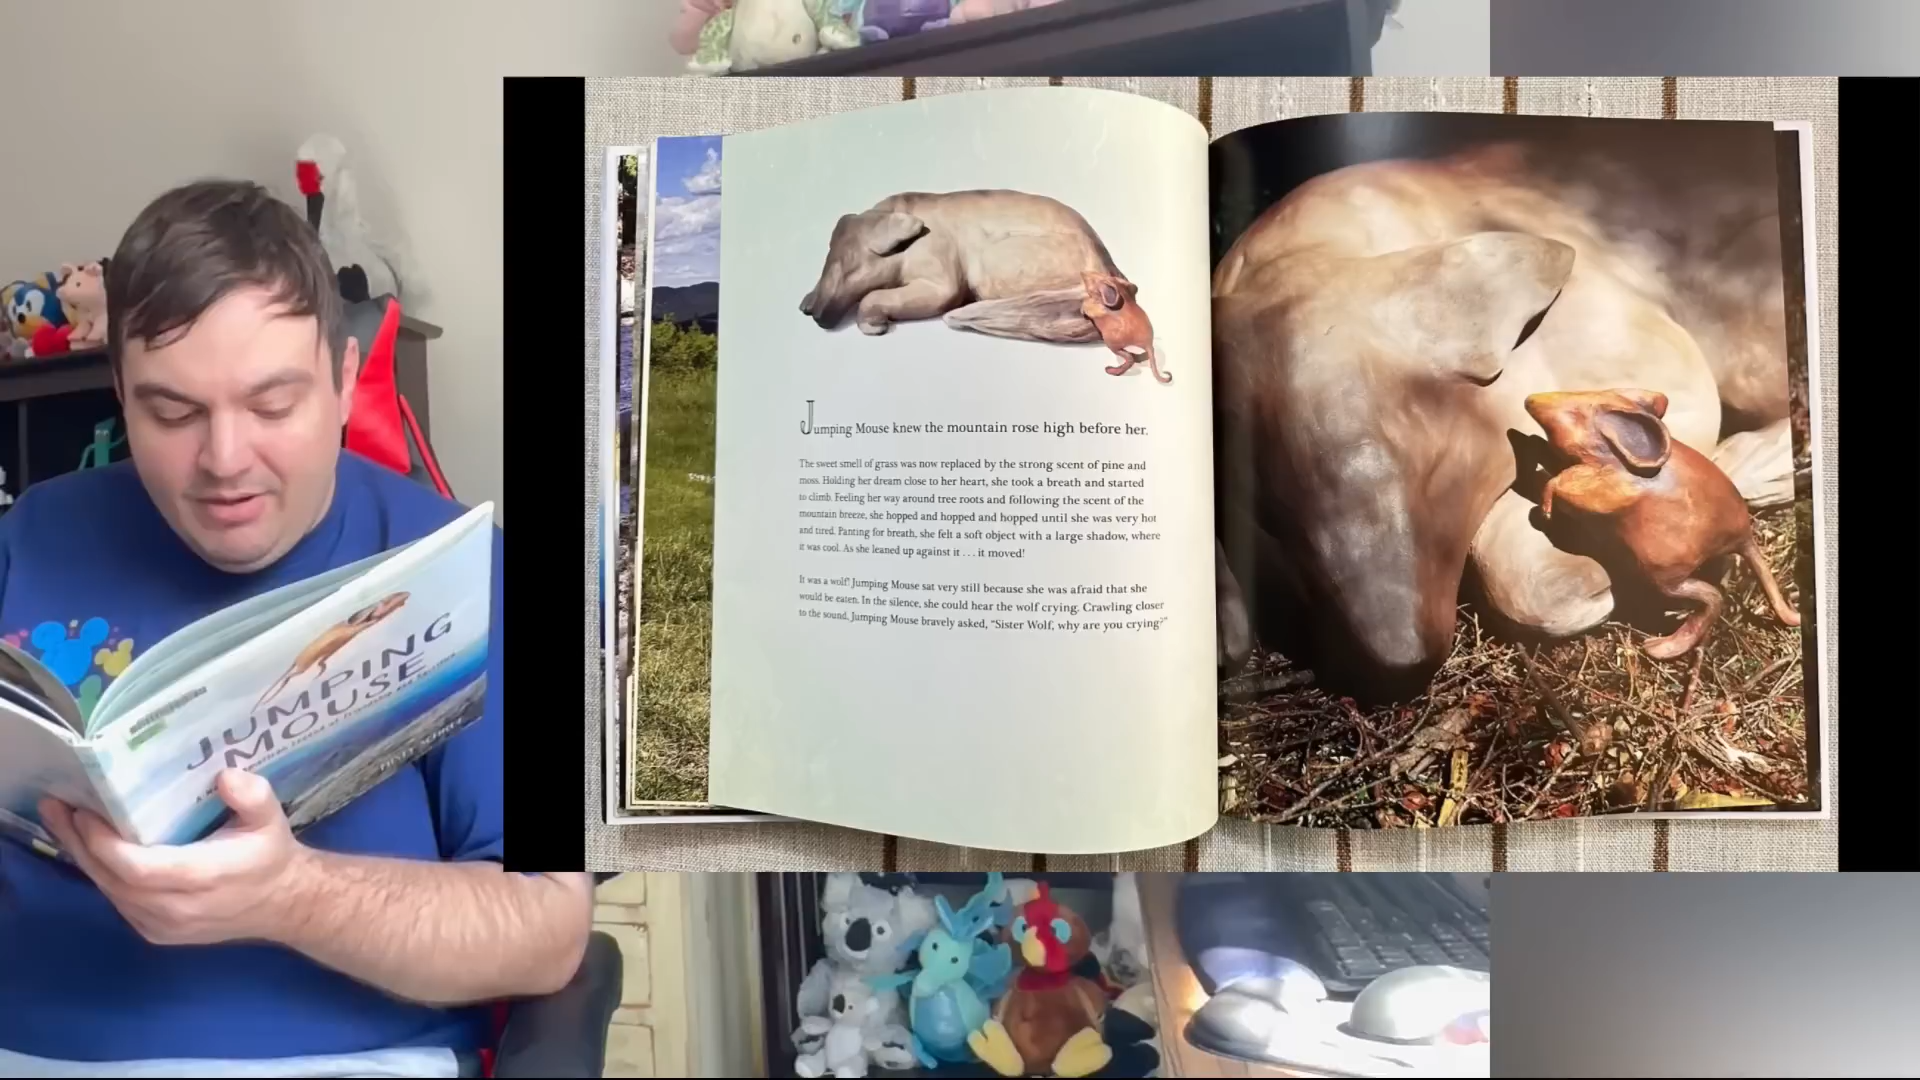 JUMPING
MOUSE
Jumping Mouse knew the mountain rose high before her.
The sweet smell of grass was now replaced by the strong scent of pine and
moss. Holding her dream close to her heart, she took a breath and started
to climb. Feeling her way around tree roots and following the scent of the
mountain breeze, she hopped and hopped and hopped until she was very hot
and tired. Panting for breath, she felt a soft object with a large shadow, where
it was cool. As she leaned up against it . . . it moved!
It was a wolf! Jumping Mouse sat very still because she was afraid that she
would be eaten. In the silence, she could hear the wolf crying. Crawling closer
to the sound, Jumping Mouse bravely asked, “Sister Wolf, why are you crying?”